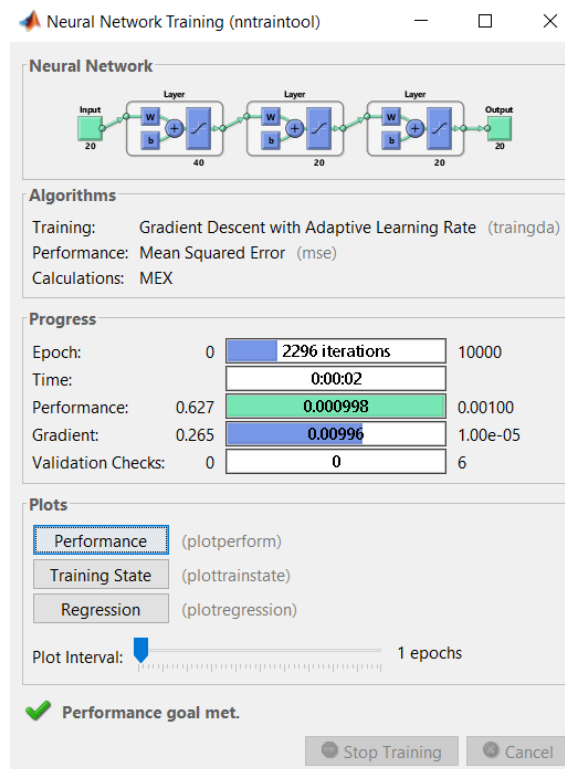 Neural Network Training (nntraintool)
Neural Network
Layer Layer Layer
Input Output
W W W
b b b
20 20
40 20 20
Algorithms
Training: Gradient Descent with Adaptive Learning Rate (traingda)
Performance: Mean Squared Error (mse)
Calculations: MEX
Progress
Epoch: 0 2296 iterations 10000
Time: 0:00:02
Performance: 0.627 0.000998 0.00100
Gradient: 0.265 0.00996 1.00e-05
Validation Checks: 0 0 6
Plots
Performance (plotperform)
Training State (plottrainstate)
Regression (plotregression)
Plot Interval: 1 epochs
Performance goal met.
Stop Training Cancel